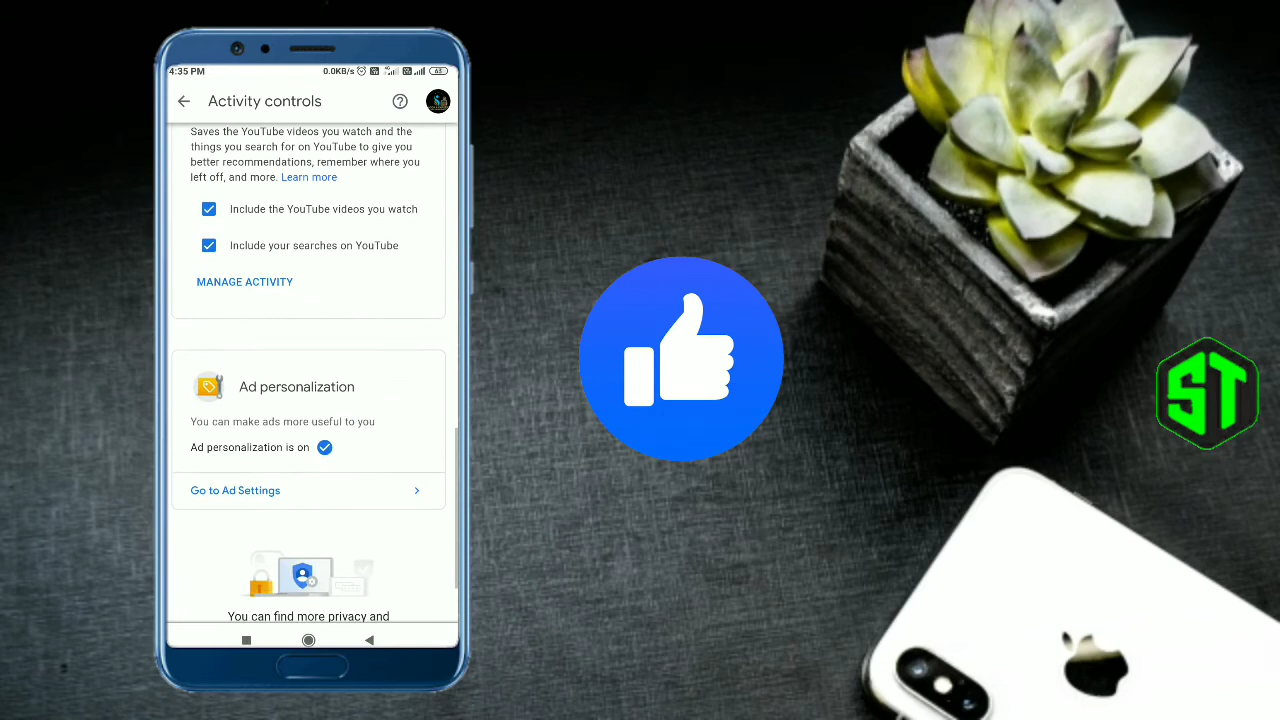 4:35 PM
0.0KB/s
63
Activity controls
Saves the YouTube videos you watch and the
things you search for on YouTube to give you
better recommendations, remember where you
left off, and more. Learn more
Include the YouTube videos you watch
Include your searches on YouTube
MANAGE ACTIVITY
Ad personalization
You can make ads more useful to you
Ad personalization is on
Go to Ad Settings
You can find more privacy and
ST